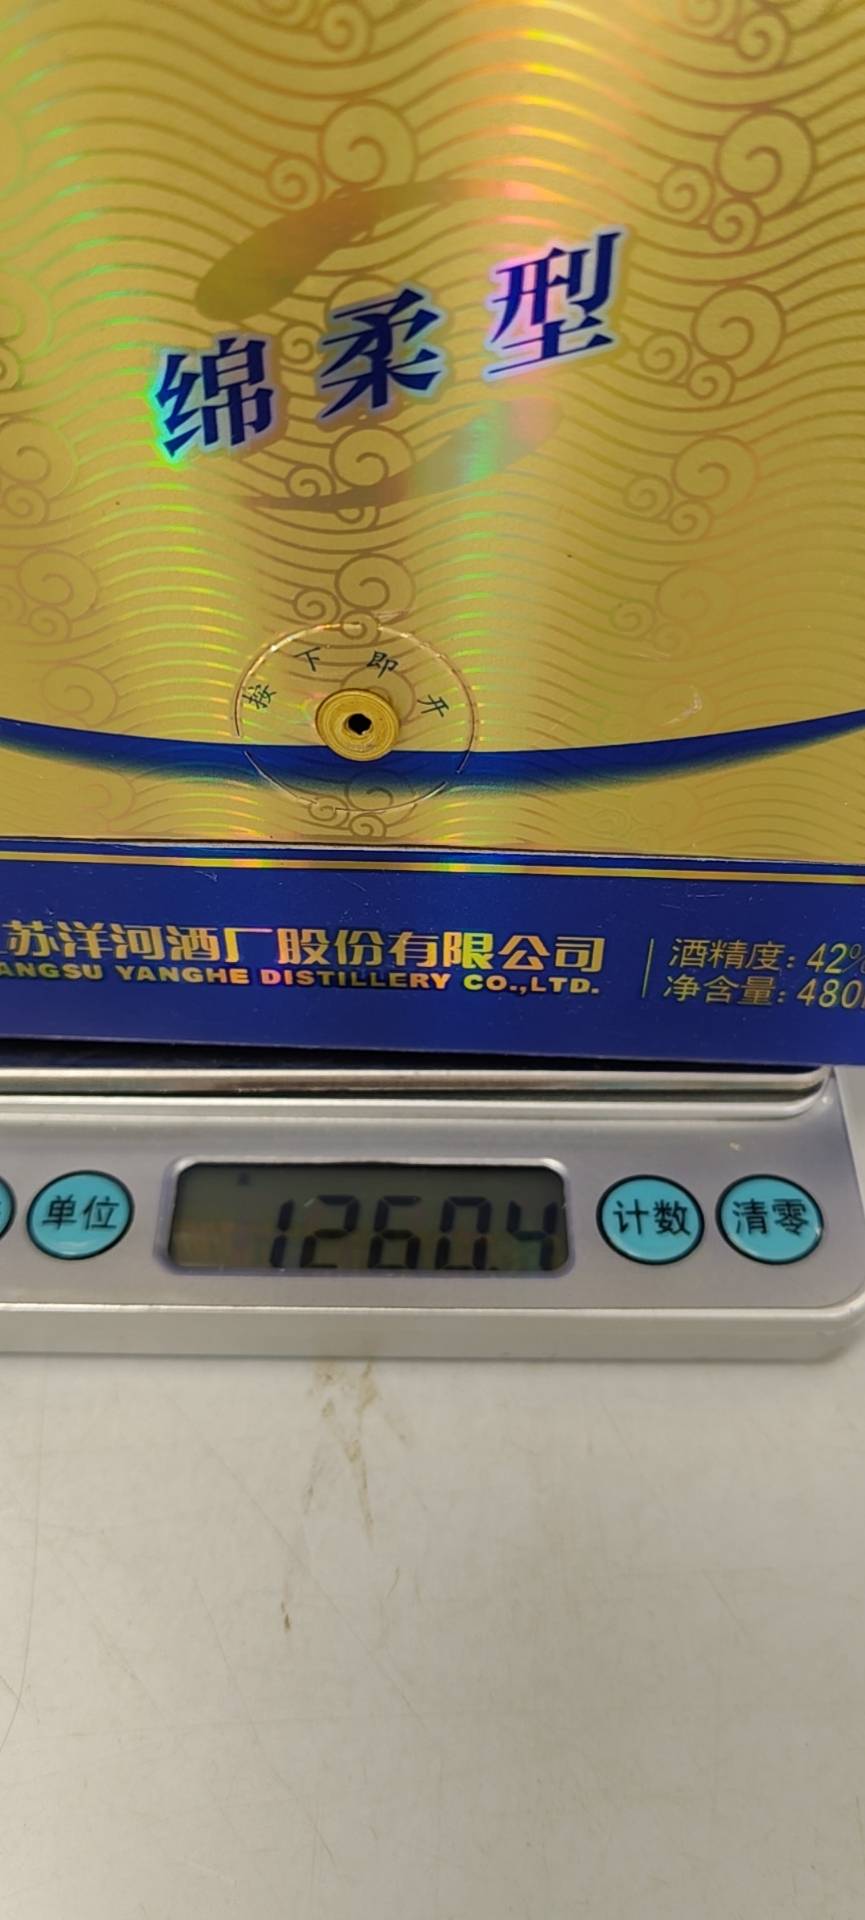 绵柔型
按下即开
苏洋河酒厂股份有限公司
ANGSU YANGHE DISTILLERY CO.,LTD.
酒精度:42%
净含量:480
单位
1260.4
计数
清零